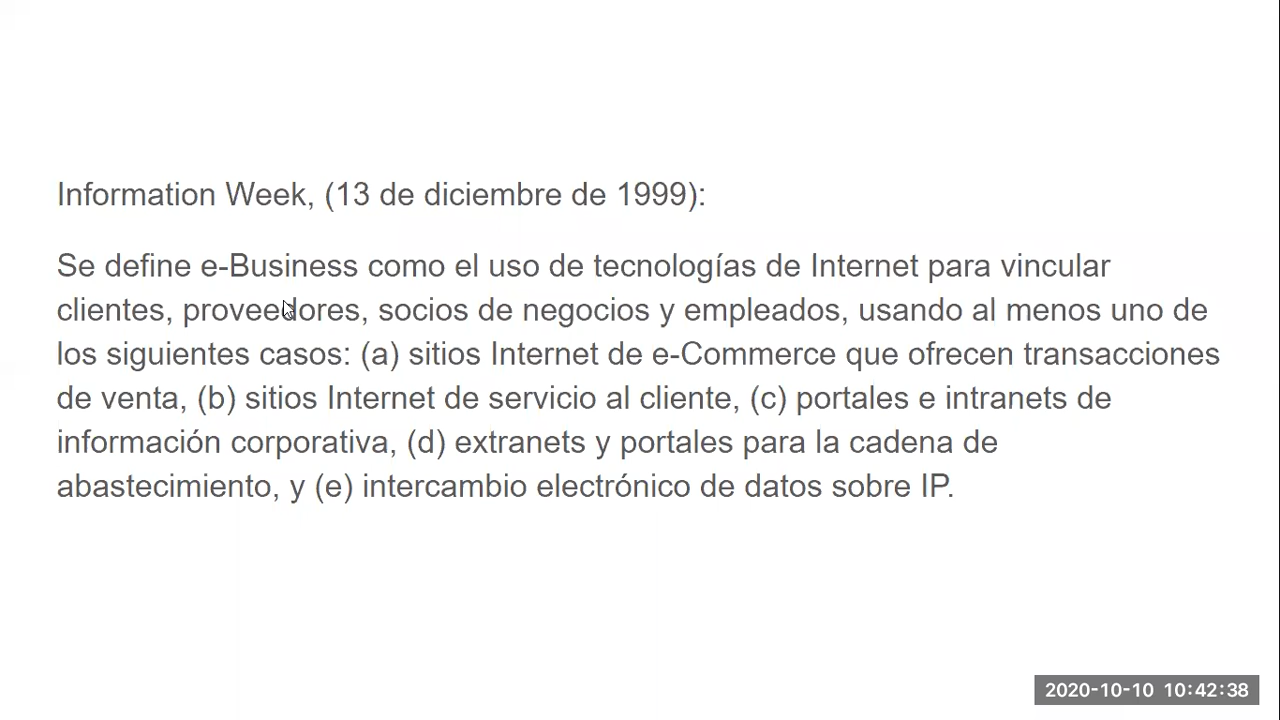 Information Week, (13 de diciembre de 1999):
Se define e-Business como el uso de tecnologías de Internet para vincular
clientes, proveedores, socios de negocios y empleados, usando al menos uno de
los siguientes casos: (a) sitios Internet de e-Commerce que ofrecen transacciones
de venta, (b) sitios Internet de servicio al cliente, (c) portales e intranets de
información corporativa, (d) extranets y portales para la cadena de
abastecimiento, y (e) intercambio electrónico de datos sobre IP.
2020-10-10 10:42:38